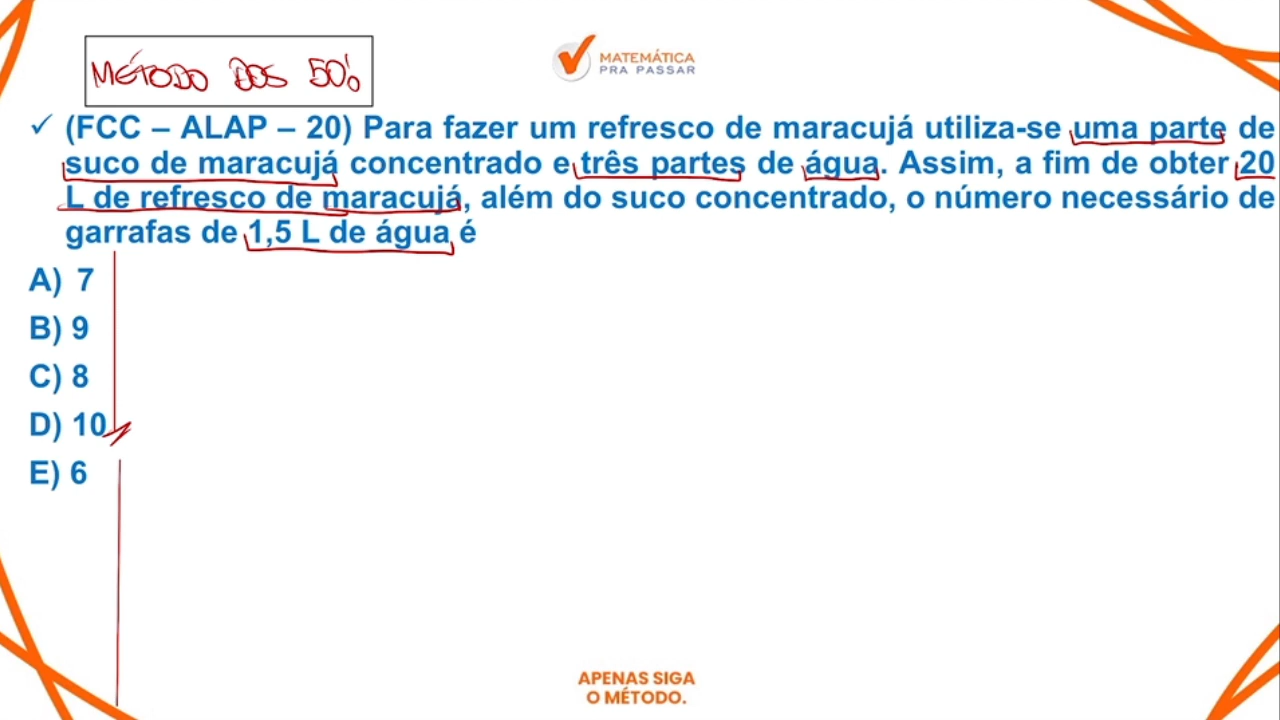 MÉTODO DOS 50%
MATEMÁTICA
PRA PASSAR
✓ (FCC – ALAP – 20) Para fazer um refresco de maracujá utiliza-se uma parte de
suco de maracujá concentrado e três partes de água. Assim, a fim de obter 20
L de refresco de maracujá, além do suco concentrado, o número necessário de
garrafas de 1,5 L de água é
A) 7
B) 9
C) 8
D) 10
E) 6
APENAS SIGA
O MÉTODO.